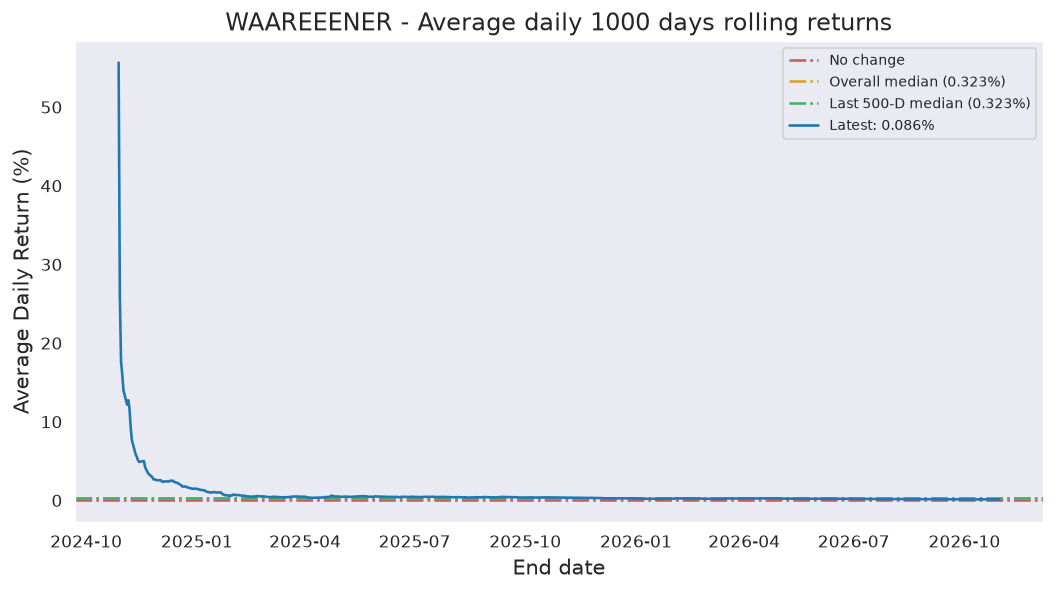 WAAREEENER - Average daily 1000 days rolling returns
No change
Overall median (0.323%)
Last 500-D median (0.323%)
Latest: 0.086%
Average Daily Return (%)
50
40
30
20
10
0
2024-10 2025-01 2025-04 2025-07 2025-10 2026-01 2026-04 2026-07 2026-10
End date